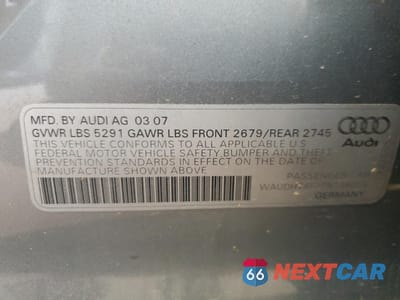 MFD. BY AUDI AG 03 07
GVWR LBS 5291 GAWR LBS FRONT 2679/REAR 2745
THIS VEHICLE CONFORMS TO ALL APPLICABLE U.S.
FEDERAL MOTOR VEHICLE SAFETY BUMPER AND THEFT
PREVENTION STANDARDS IN EFFECT ON THE DATE OF
MANUFACTURE SHOWN ABOVE
Audi
PASSENGER
GERMANY
66 NEXTCAR